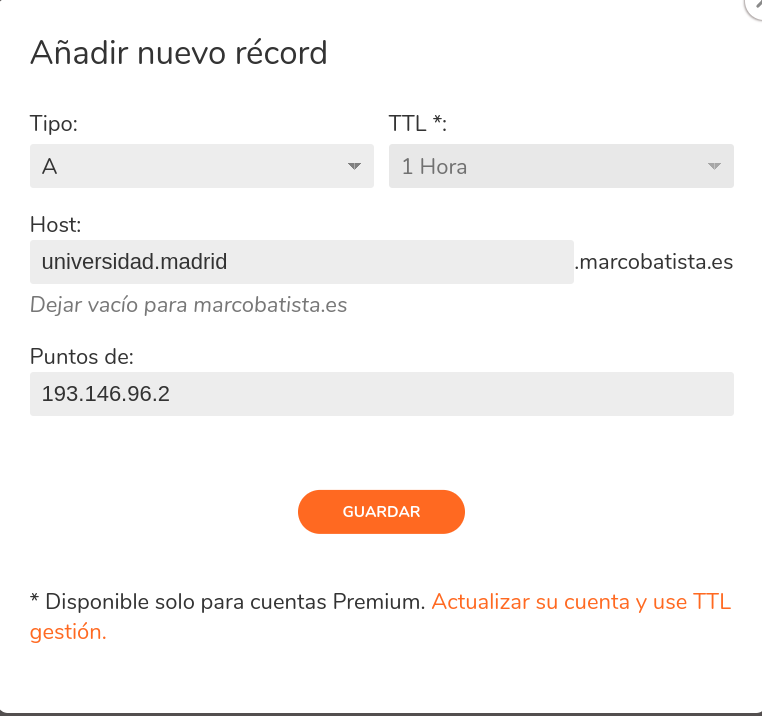 Añadir nuevo récord
Tipo: TTL *:
A 1 Hora
Host:
universidad.madrid .marcobatista.es
Dejar vacío para marcobatista.es
Puntos de:
193.146.96.2
GUARDAR
* Disponible solo para cuentas Premium. Actualizar su cuenta y use TTL
gestión.